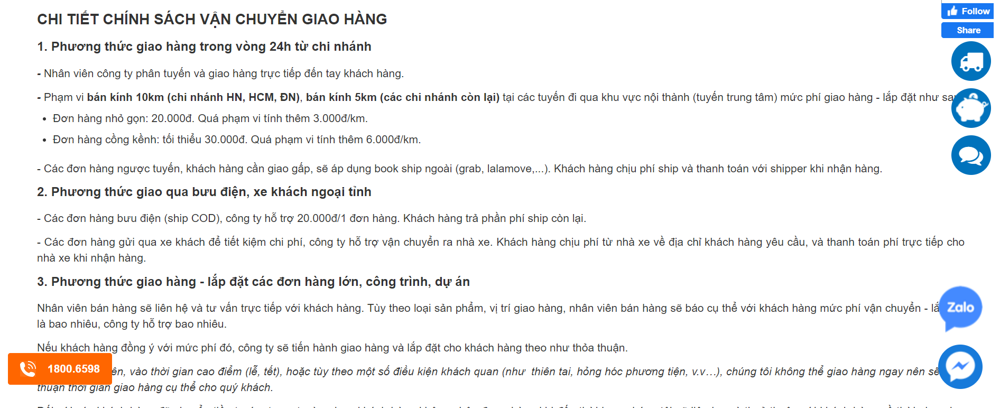 CHI TIẾT CHÍNH SÁCH VẬN CHUYỂN GIAO HÀNG
Follow
Share
1. Phương thức giao hàng trong vòng 24h từ chi nhánh
- Nhân viên công ty phân tuyến và giao hàng trực tiếp đến tay khách hàng.
- Phạm vi bán kính 10km (chi nhánh HN, HCM, ĐN), bán kính 5km (các chi nhánh còn lại) tại các tuyến đi qua khu vực nội thành (tuyến trung tâm) mức phí giao hàng - lắp đặt như
• Đơn hàng nhỏ gọn: 20.000đ. Quá phạm vi tính thêm 3.000đ/km.
• Đơn hàng cồng kềnh: tối thiểu 30.000đ. Quá phạm vi tính thêm 6.000đ/km.
- Các đơn hàng ngược tuyến, khách hàng cần giao gấp, sẽ áp dụng book ship ngoài (grab, lalamove,...). Khách hàng chịu phí ship và thanh toán với shipper khi nhận hàng.
2. Phương thức giao qua bưu điện, xe khách ngoại tỉnh
- Các đơn hàng bưu điện (ship COD), công ty hỗ trợ 20.000đ/1 đơn hàng. Khách hàng trả phần phí ship còn lại.
- Các đơn hàng gửi qua xe khách để tiết kiệm chi phí, công ty hỗ trợ vận chuyển ra nhà xe. Khách hàng chịu phí từ nhà xe về địa chỉ khách hàng yêu cầu, và thanh toán phí trực tiếp cho
nhà xe khi nhận hàng.
3. Phương thức giao hàng - lắp đặt các đơn hàng lớn, công trình, dự án
Nhân viên bán hàng sẽ liên hệ và tư vấn trực tiếp với khách hàng. Tùy theo loại sản phẩm, vị trí giao hàng, nhân viên bán hàng sẽ báo cụ thể với khách hàng mức phí vận chuyển -
Zalo
là bao nhiêu, công ty hỗ trợ bao nhiêu.
Nếu khách hàng đồng ý với mức phí đó, công ty sẽ tiến hành giao hàng và lắp đặt cho khách hàng theo như thỏa thuận.
1800.6598
vào thời gian cao điểm (lễ, tết), hoặc tùy theo một số điều kiện khách quan (như thiên tai, hỏng hóc phương tiện, v.v…), chúng tôi không thể giao hàng ngay nên sẽ
thuận thời gian giao hàng cụ thể cho quý khách.